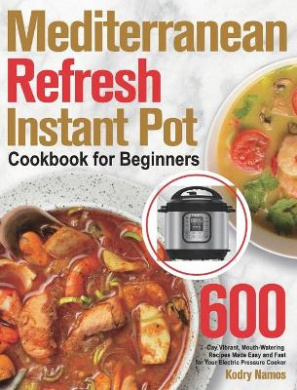 Mediterranean
Refresh
Instant Pot
Cookbook for Beginners
600
-Day Vibrant, Mouth-Watering
Recipes Made Easy and Fast
for Your Electric Pressure Cooker
Kodry Namos